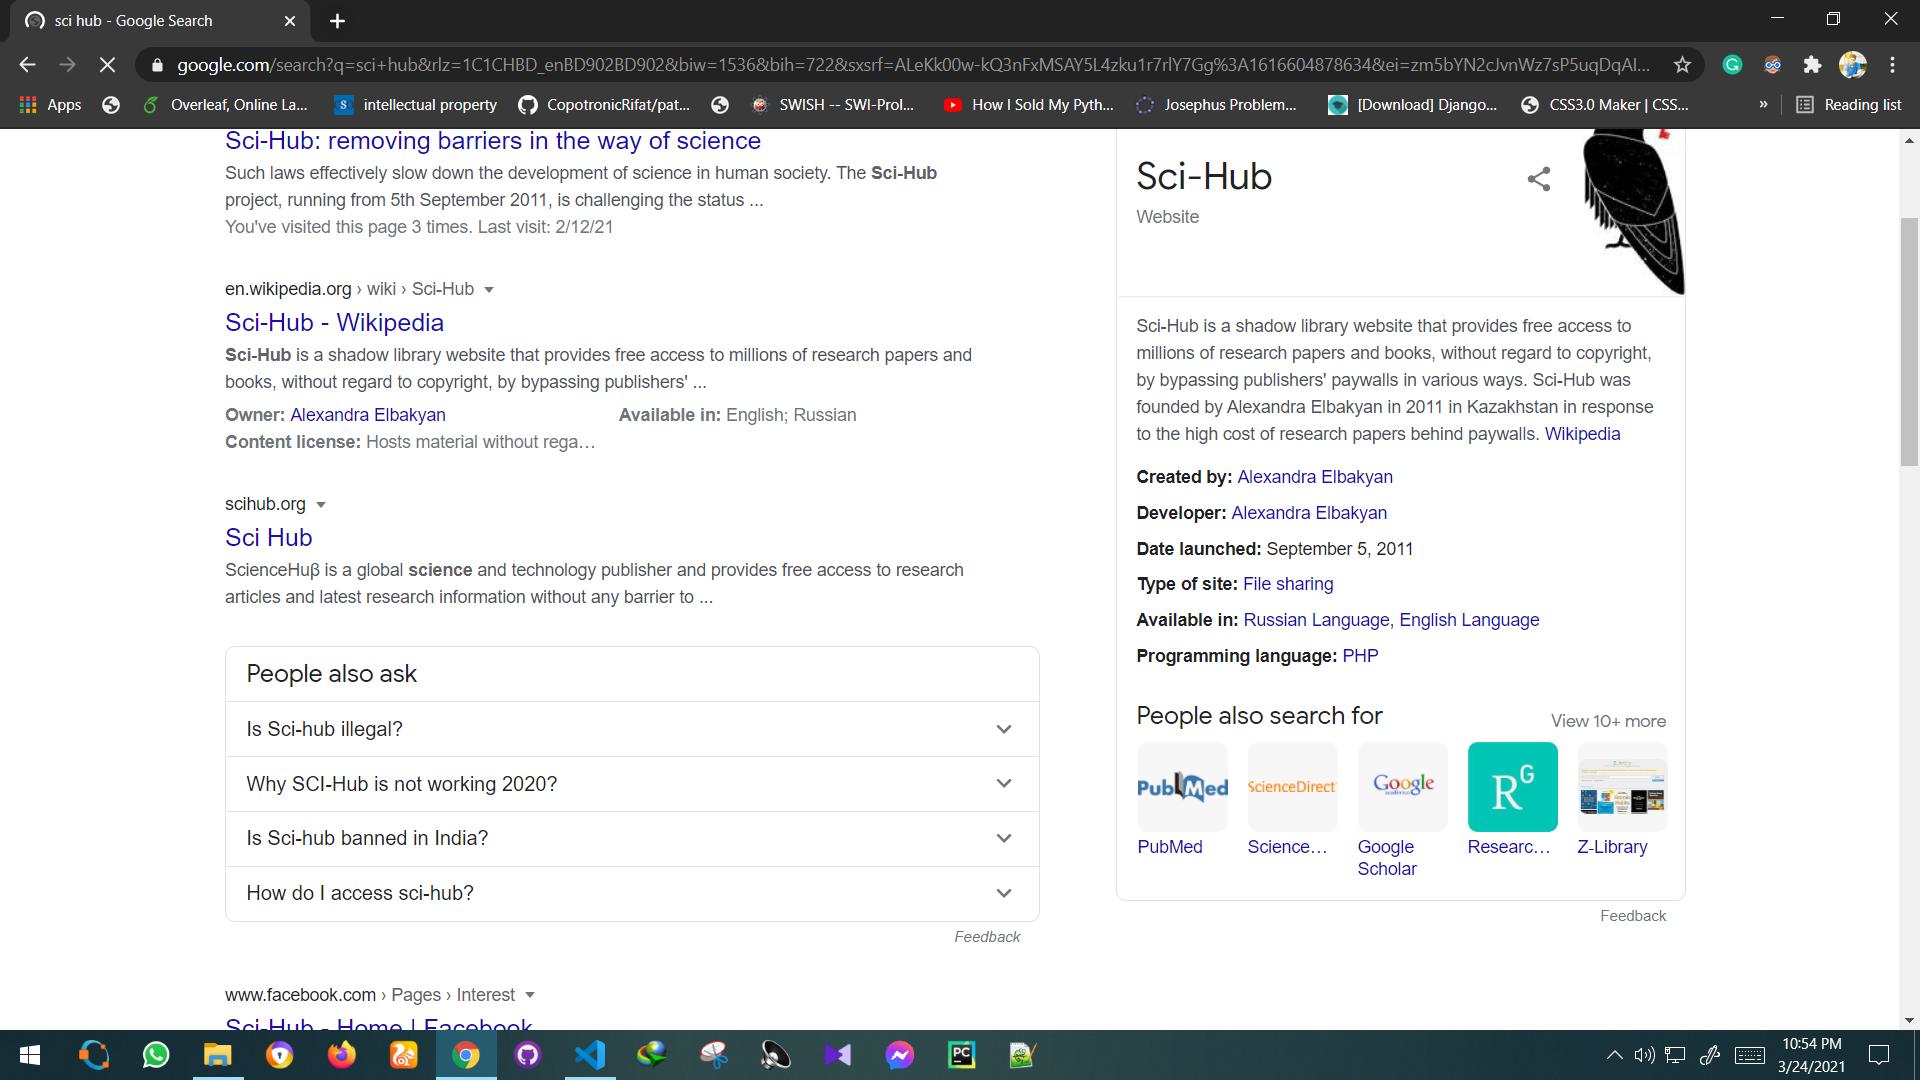 sci hub - Google Search
google.com/search?q=sci+hub&rlz=1C1CHBD_enBD902BD902&biw=1536&bih=722&sxsrf=ALeKk00w-kQ3nFxMSAY5L4zku1r7rlY7Gg%3A1616604878634&ei=zm5bYN2cJvnWz7sP5uqDqAI...
Apps
Overleaf, Online La...
intellectual property
CopotronicRifat/pat...
SWISH -- SWI-Prol...
How I Sold My Pyth...
Josephus Problem...
[Download] Django...
CSS3.0 Maker | CSS...
»
Reading list
Sci-Hub: removing barriers in the way of science
Such laws effectively slow down the development of science in human society. The Sci-Hub
project, running from 5th September 2011, is challenging the status ...
You've visited this page 3 times. Last visit: 2/12/21
en.wikipedia.org › wiki › Sci-Hub
Sci-Hub - Wikipedia
Sci-Hub is a shadow library website that provides free access to millions of research papers and
books, without regard to copyright, by bypassing publishers' ...
Owner: Alexandra Elbakyan
Available in: English; Russian
Content license: Hosts material without rega…
scihub.org
Sci Hub
ScienceHuβ is a global science and technology publisher and provides free access to research
articles and latest research information without any barrier to ...
People also ask
Is Sci-hub illegal?
Why SCI-Hub is not working 2020?
Is Sci-hub banned in India?
How do I access sci-hub?
Feedback
www.facebook.com › Pages › Interest
Sci-Hub - Home | Facebook
Sci-Hub
Website
Sci-Hub is a shadow library website that provides free access to
millions of research papers and books, without regard to copyright,
by bypassing publishers' paywalls in various ways. Sci-Hub was
founded by Alexandra Elbakyan in 2011 in Kazakhstan in response
to the high cost of research papers behind paywalls. Wikipedia
Created by: Alexandra Elbakyan
Developer: Alexandra Elbakyan
Date launched: September 5, 2011
Type of site: File sharing
Available in: Russian Language, English Language
Programming language: PHP
People also search for
View 10+ more
PubMed
ScienceDirect
Google
RG
PubMed
Science…
Google
Scholar
Researc…
Z-Library
Feedback
PC
10:54 PM
3/24/2021